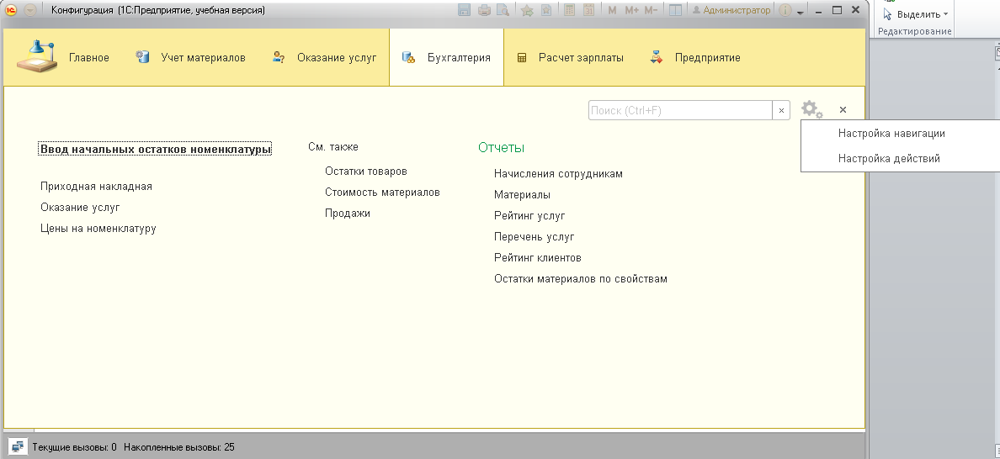 Конфигурация (1С:Предприятие, учебная версия)
M M+ M- Администратор
Выделить
Редактирование
Главное Учет материалов Оказание услуг Бухгалтерия Расчет зарплаты Предприятие
Поиск (Ctrl+F)
Настройка навигации
Настройка действий
Ввод начальных остатков номенклатуры
Приходная накладная
Оказание услуг
Цены на номенклатуру
См. также
Остатки товаров
Стоимость материалов
Продажи
Отчеты
Начисления сотрудникам
Материалы
Рейтинг услуг
Перечень услуг
Рейтинг клиентов
Остатки материалов по свойствам
Текущие вызовы: 0 Накопленные вызовы: 25